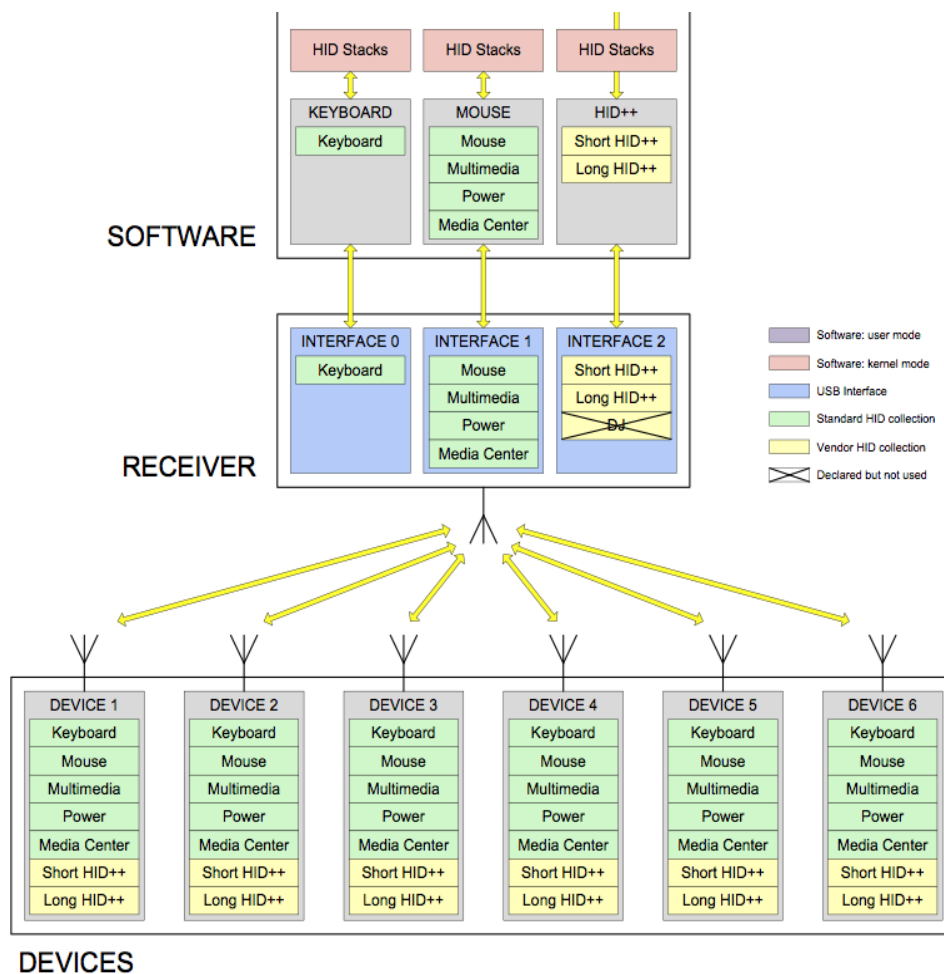 HID Stacks
HID Stacks
HID Stacks
KEYBOARD
Keyboard
MOUSE
Mouse
Multimedia
Power
Media Center
HID++
Short HID++
Long HID++
SOFTWARE
INTERFACE 0
Keyboard
INTERFACE 1
Mouse
Multimedia
Power
Media Center
INTERFACE 2
Short HID++
Long HID++
DJ
RECEIVER
Software: user mode
Software: kernel mode
USB Interface
Standard HID collection
Vendor HID collection
Declared but not used
DEVICE 1
Keyboard
Mouse
Multimedia
Power
Media Center
Short HID++
Long HID++
DEVICE 2
Keyboard
Mouse
Multimedia
Power
Media Center
Short HID++
Long HID++
DEVICE 3
Keyboard
Mouse
Multimedia
Power
Media Center
Short HID++
Long HID++
DEVICE 4
Keyboard
Mouse
Multimedia
Power
Media Center
Short HID++
Long HID++
DEVICE 5
Keyboard
Mouse
Multimedia
Power
Media Center
Short HID++
Long HID++
DEVICE 6
Keyboard
Mouse
Multimedia
Power
Media Center
Short HID++
Long HID++
DEVICES